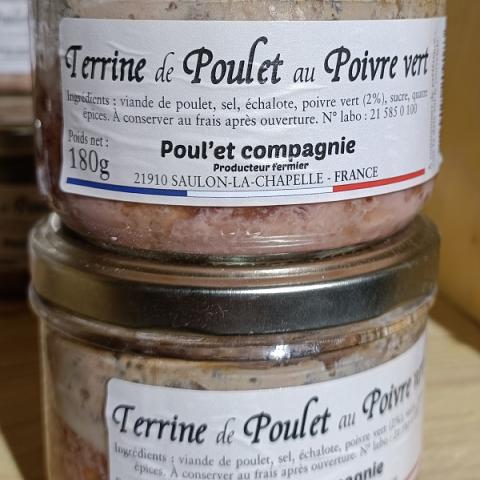 Terrine de Poulet au Poivre vert
Ingrédients : viande de poulet, sel, échalote, poivre vert (2%), sucre, quatre
épices. À conserver au frais après ouverture. N° labo : 21 585 0 100
Poids net :
180g
Poul'et compagnie
Producteur fermier
21910 SAULON-LA-CHAPELLE - FRANCE
Terrine de Poulet au Poivre
Ingrédients : viande de poulet, sel, échalote, poivre vert (2%),
épices. À conserver au frais après ouverture. N° labo :